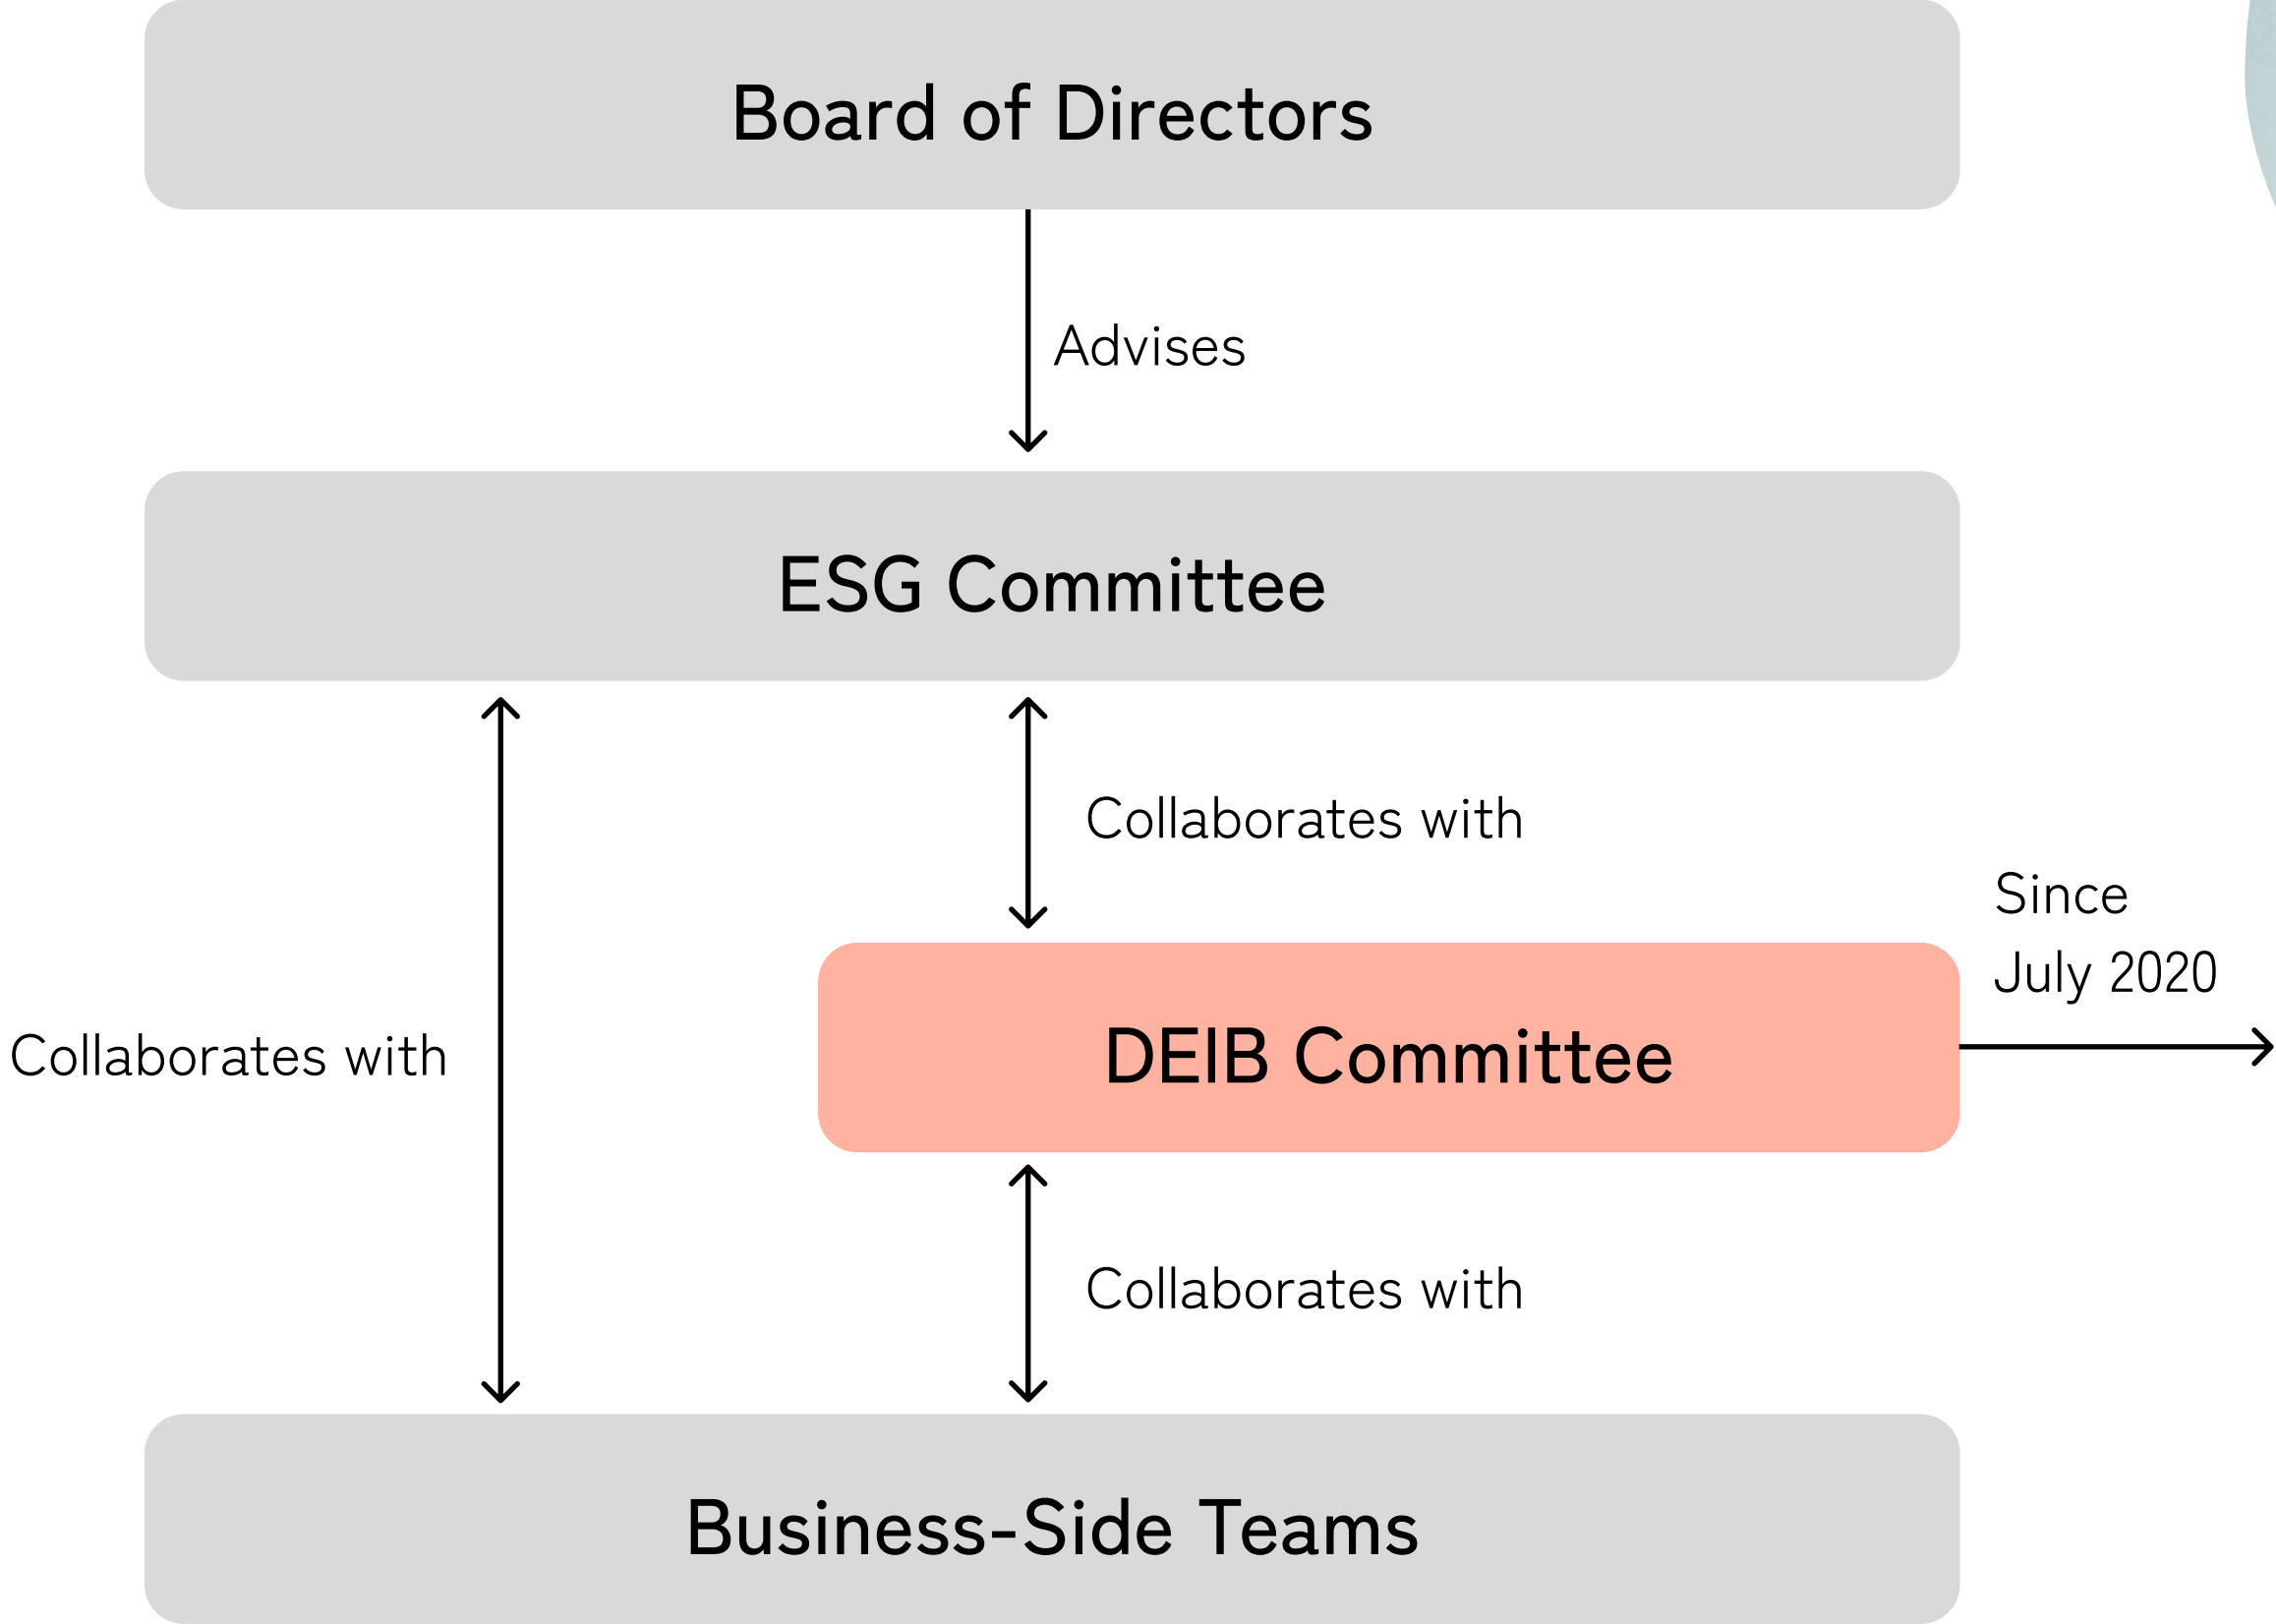 Board of Directors
Advises
ESG Committee
Collaborates with
Since
July 2020
Collaborates with
DEIB Committee
Collaborates with
Business-Side Teams